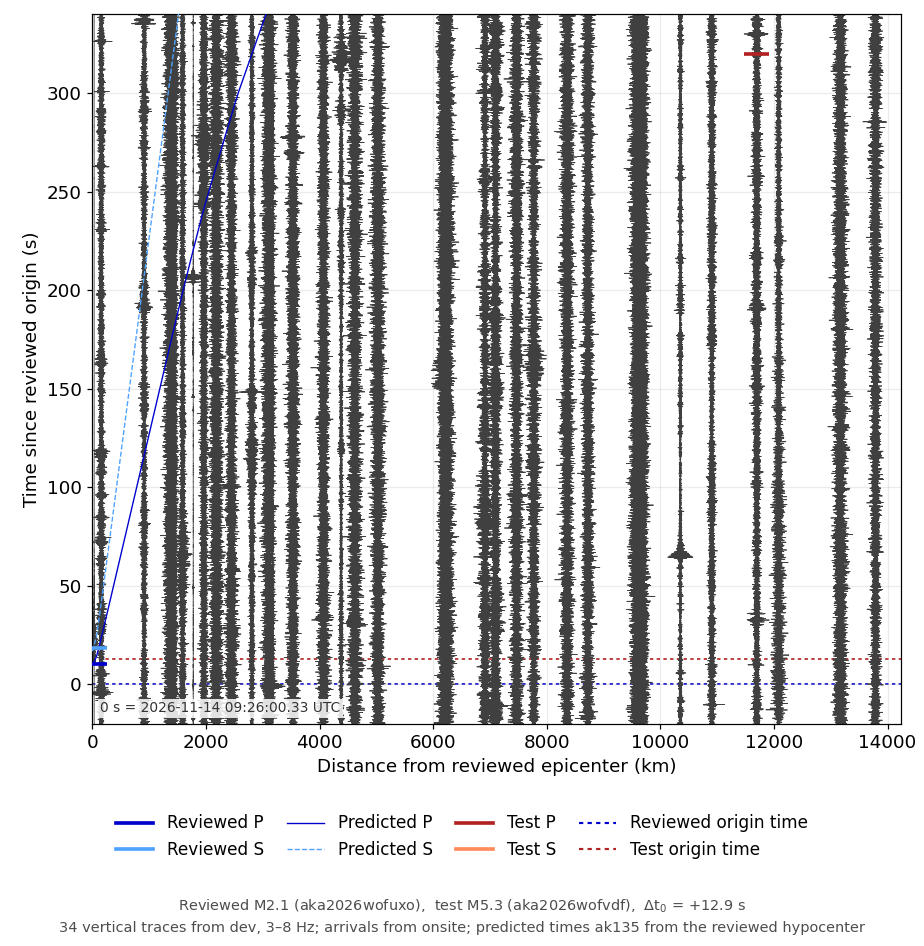 300
250
200
150
100
50
0
Time since reviewed origin (s)
0 s = 2026-11-14 09:26:00.33 UTC
0 2000 4000 6000 8000 10000 12000 14000
Distance from reviewed epicenter (km)
Reviewed P Predicted P Test P Reviewed origin time
Reviewed S Predicted S Test S Test origin time
Reviewed M2.1 (aka2026wofuxo), test M5.3 (aka2026wofvdf), Δt₀ = +12.9 s
34 vertical traces from dev, 3–8 Hz; arrivals from onsite; predicted times ak135 from the reviewed hypocenter